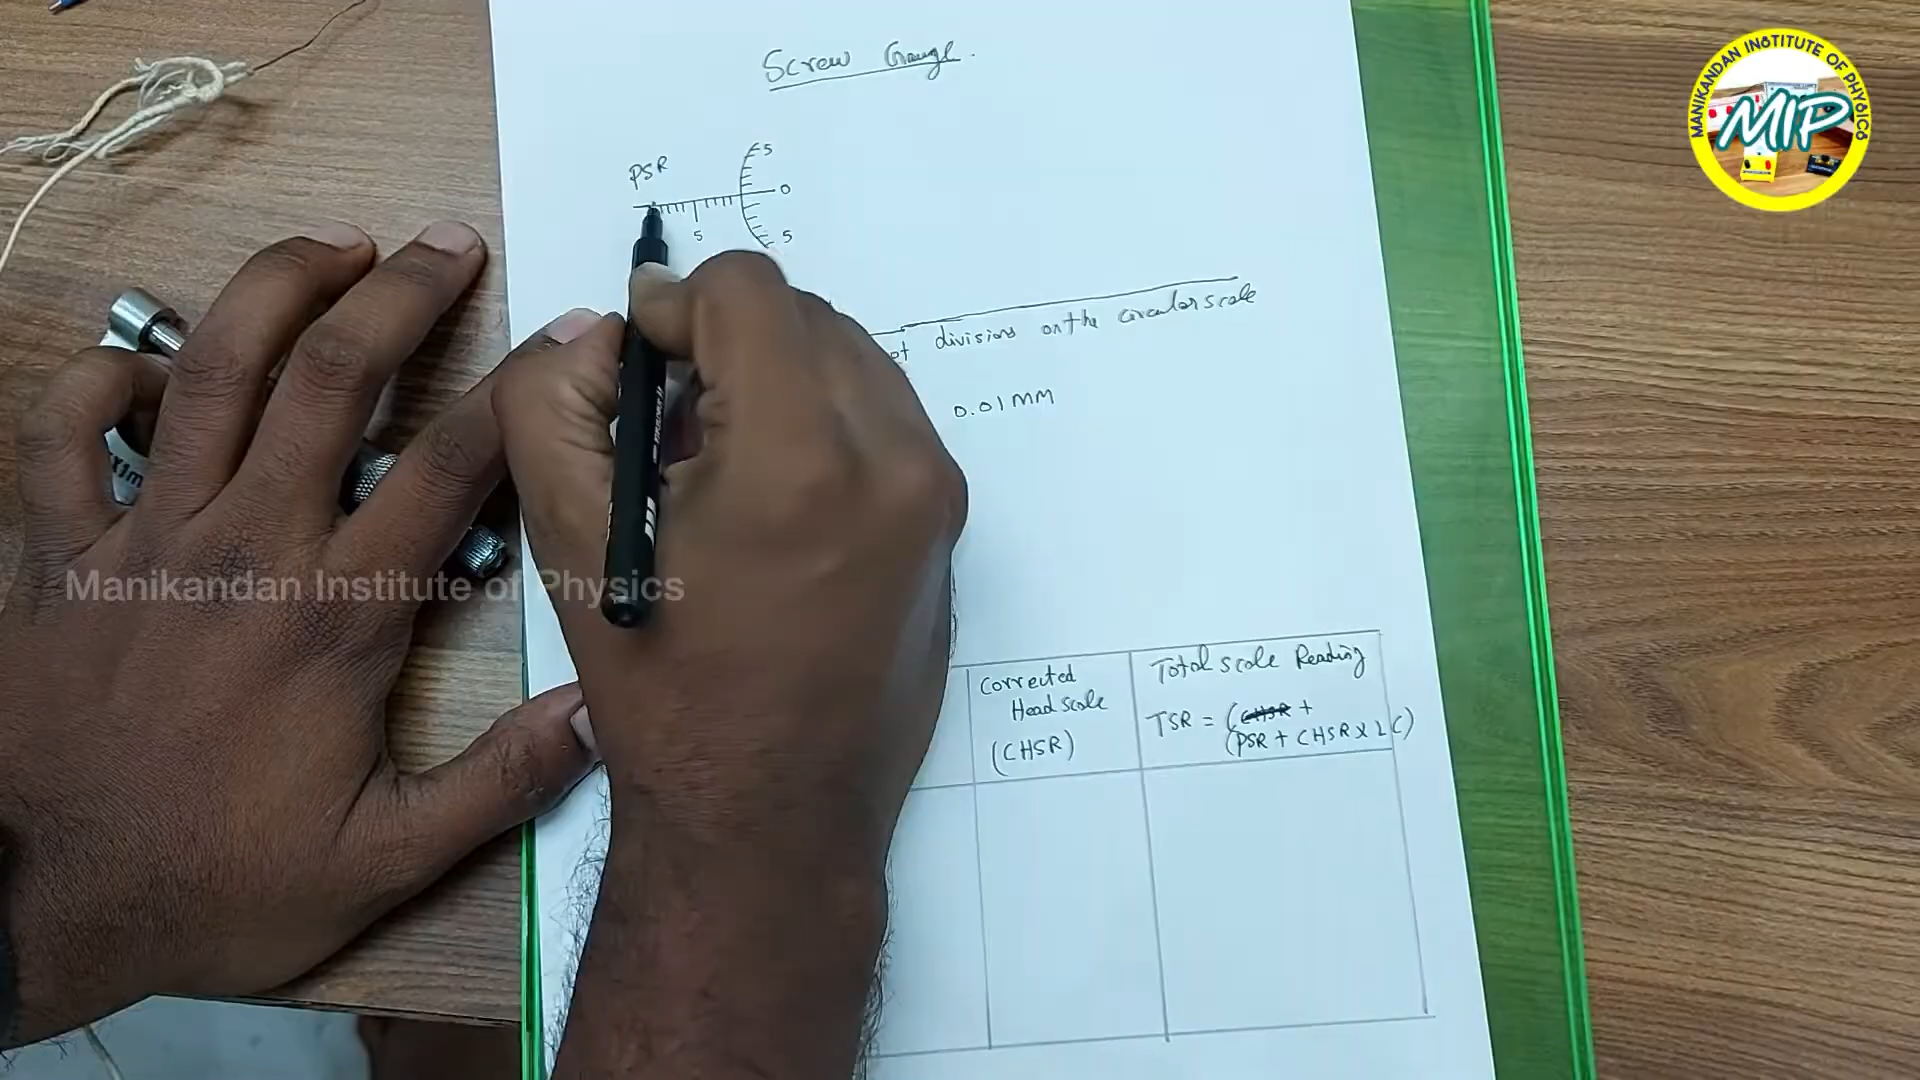 Screw Gauge.
PSR
5
0
5
5
of divisions on the circular scale
0.01 MM
Corrected
Head scale
(CHSR)
Total scale Reading
TSR = (CHSR +
(PSR + CHSR X LC)
MANIKANDAN INSTITUTE OF PHYSICS
MIP
Manikandan Institute of Physics